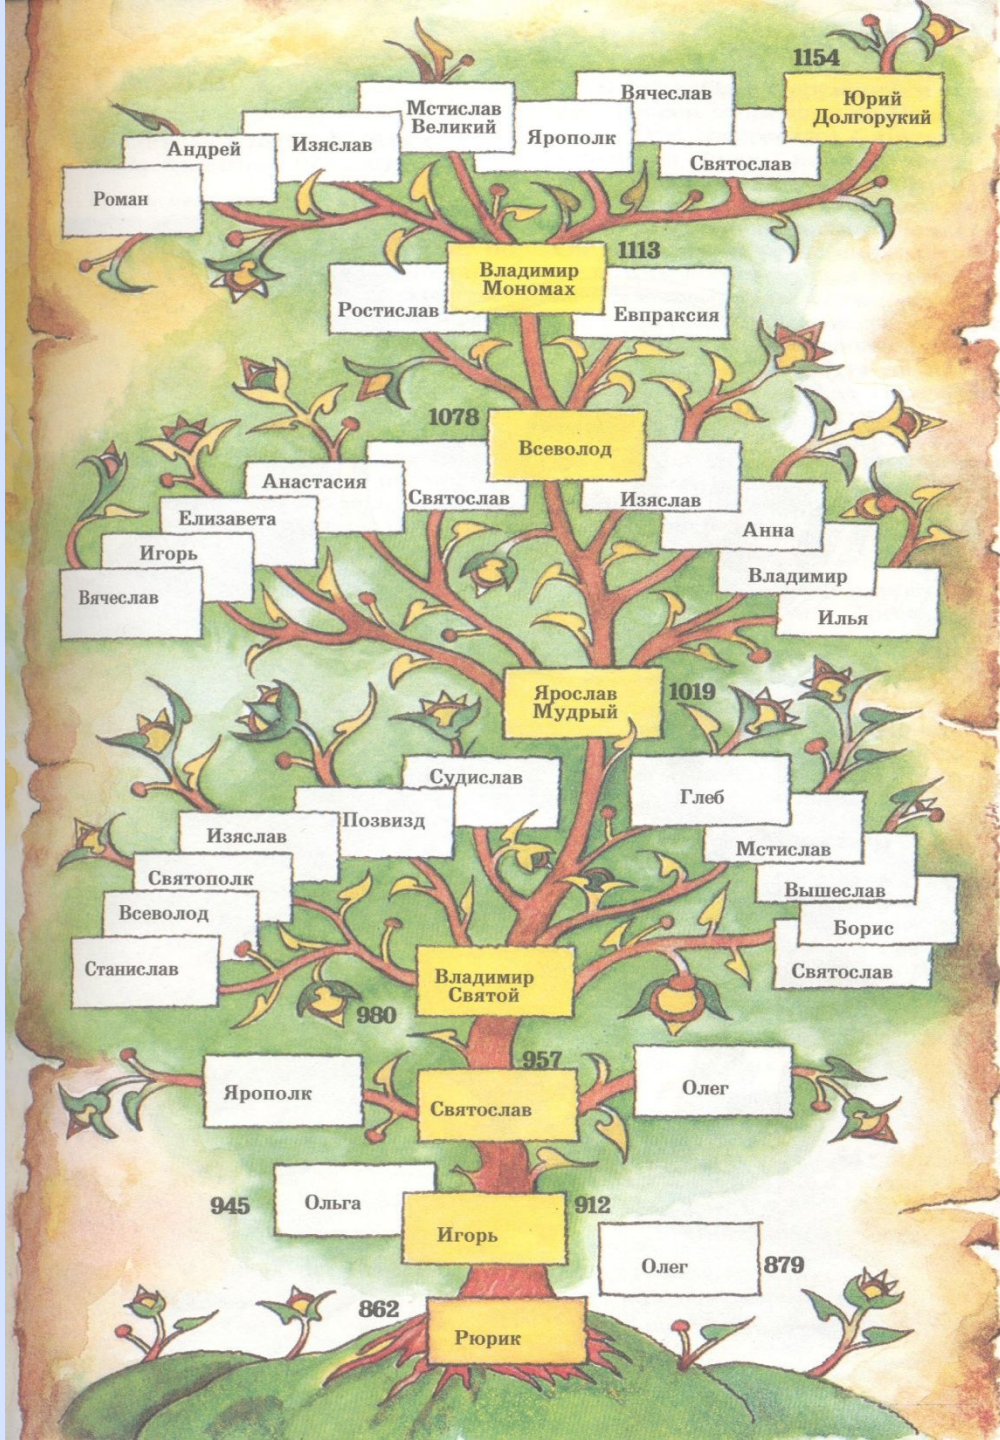 1154
Юрий
Долгорукий
Вячеслав
Мстислав
Великий
Ярополк
Святослав
Изяслав
Андрей
Роман
Владимир
Мономах
1113
Ростислав
Евпраксия
1078
Всеволод
Анастасия
Святослав
Изяслав
Елизавета
Анна
Игорь
Владимир
Вячеслав
Илья
Ярослав
Мудрый
1019
Судислав
Глеб
Позвизд
Изяслав
Мстислав
Святополк
Вышеслав
Всеволод
Борис
Станислав
Святослав
Владимир
Святой
980
957
Ярополк
Святослав
Олег
945
Ольга
Игорь
912
Олег
879
862
Рюрик